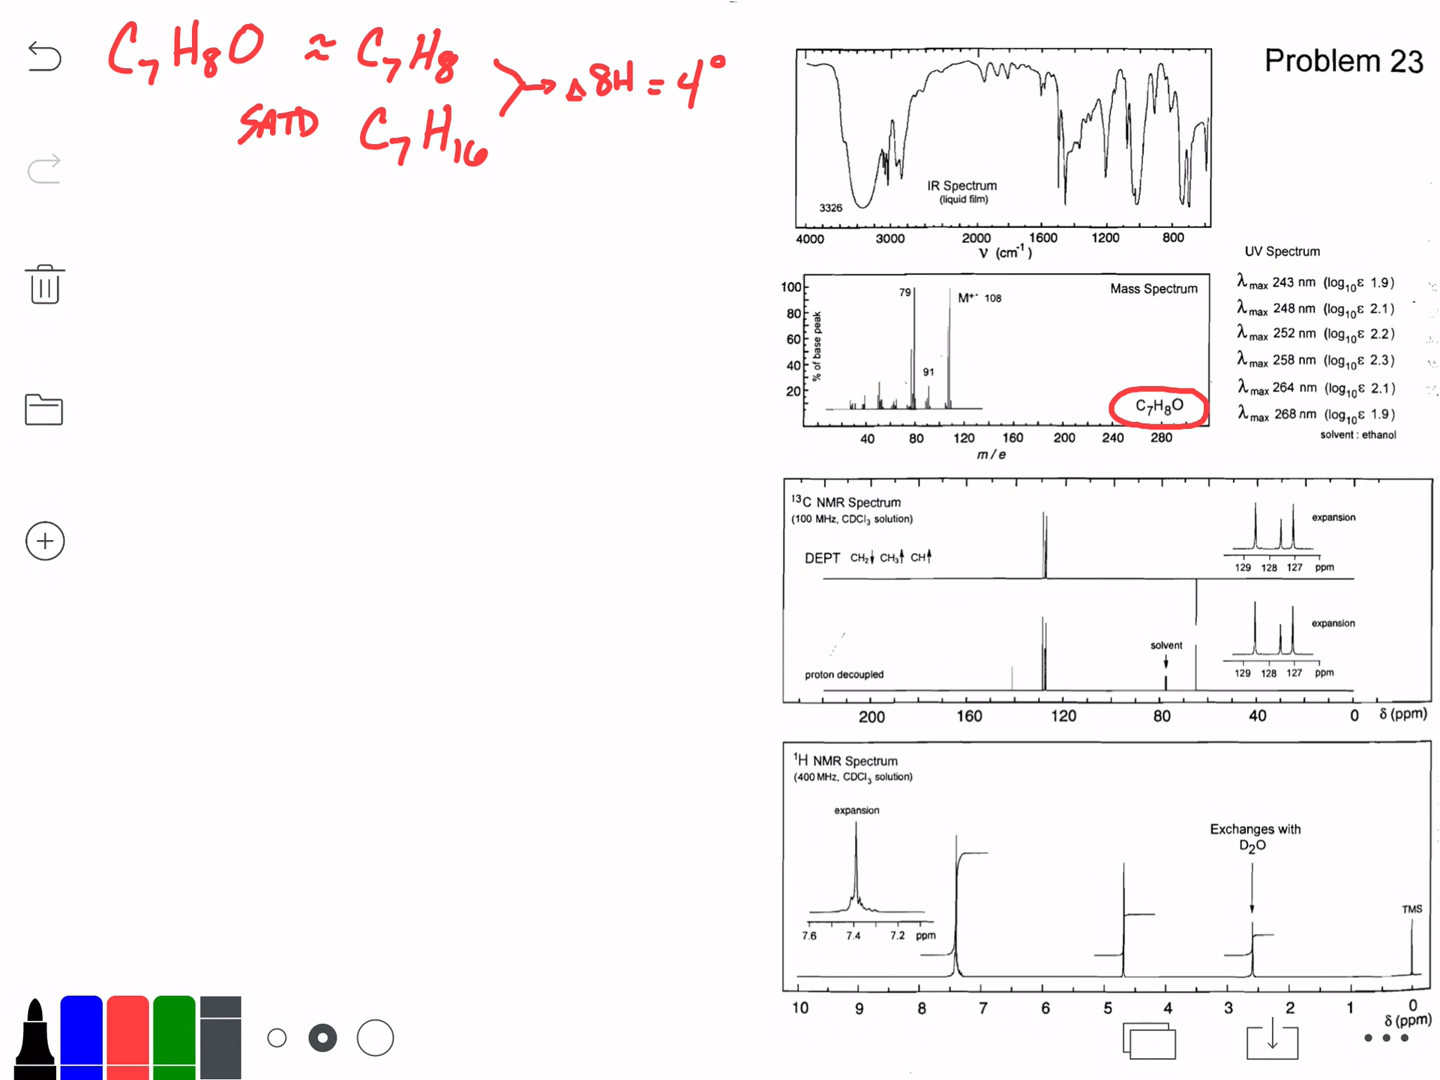 C7H8O ≈ C7H8 → Δ8H = 4°
SATD C7H16
Problem 23
IR Spectrum
(liquid film)
3326
4000 3000 2000 1600 1200 800
ν (cm-1)
UV Spectrum
λmax 243 nm (log10ε 1.9)
λmax 248 nm (log10ε 2.1)
λmax 252 nm (log10ε 2.2)
λmax 258 nm (log10ε 2.3)
λmax 264 nm (log10ε 2.1)
λmax 268 nm (log10ε 1.9)
solvent : ethanol
Mass Spectrum
% of base peak
100
80
60
40
20
79
M+· 108
91
C7H8O
40 80 120 160 200 240 280
m / e
13C NMR Spectrum
(100 MHz, CDCl3 solution)
expansion
129 128 127 ppm
DEPT CH2↓ CH3↑ CH↑
expansion
129 128 127 ppm
solvent
proton decoupled
200 160 120 80 40 0 δ (ppm)
1H NMR Spectrum
(400 MHz, CDCl3 solution)
expansion
7.6 7.4 7.2 ppm
Exchanges with
D2O
TMS
10 9 8 7 6 5 4 3 2 1 0
δ (ppm)